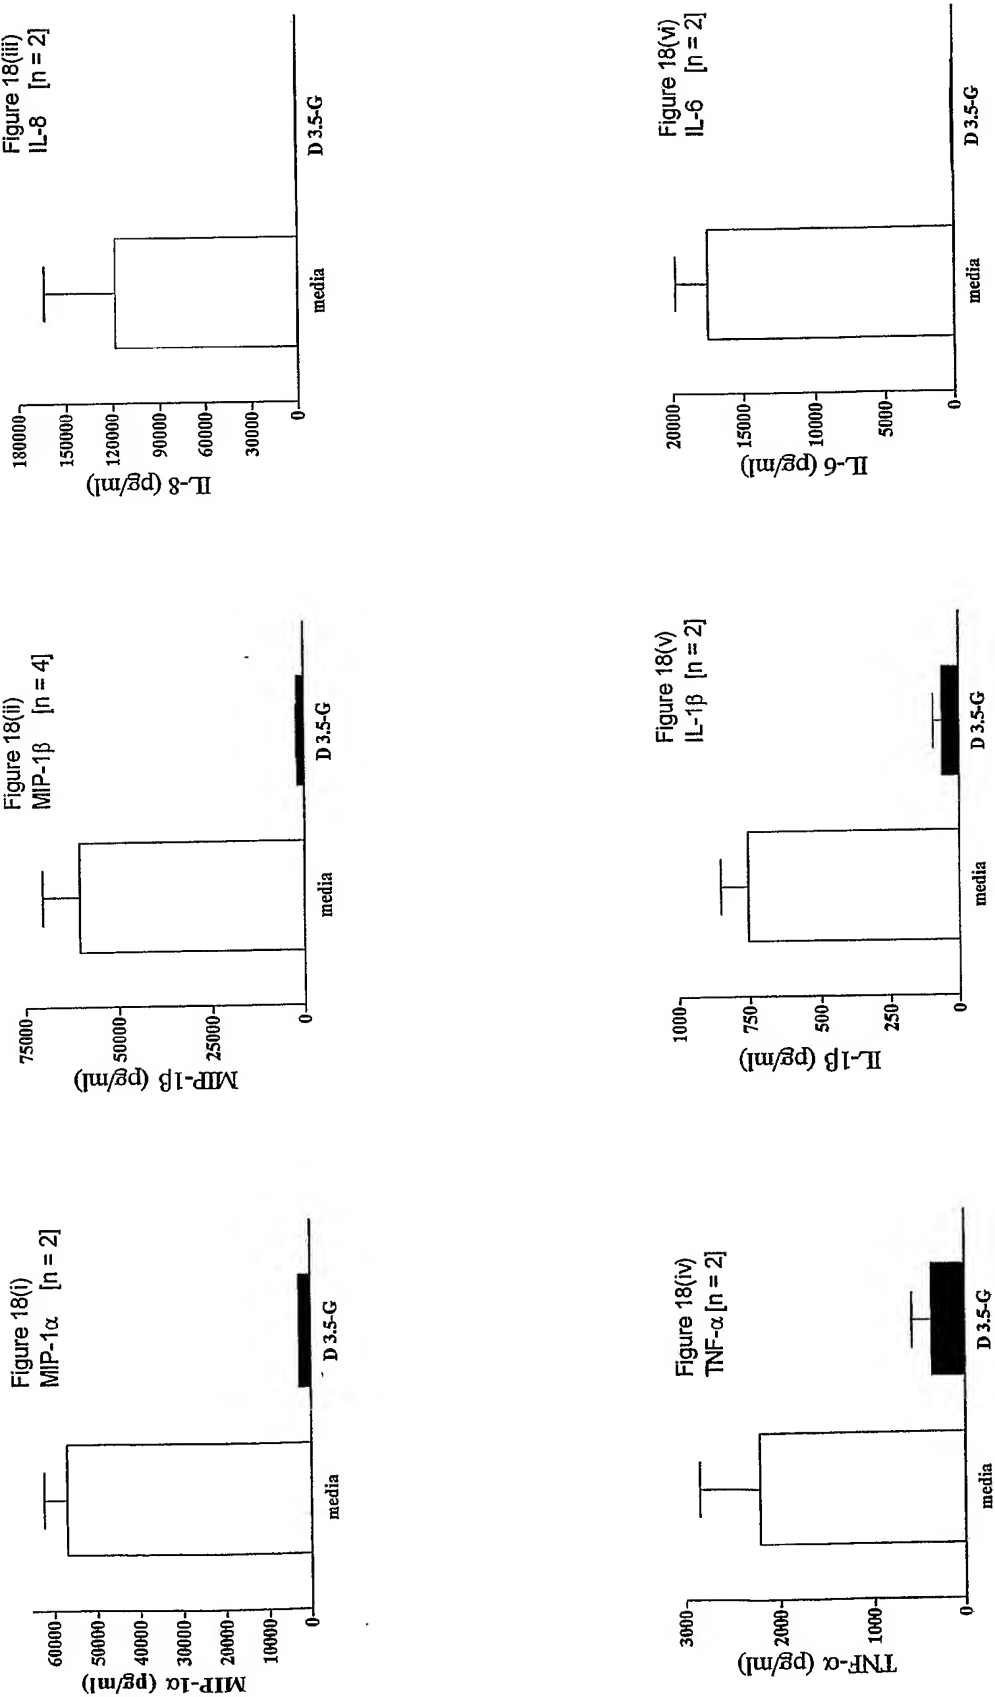 Figure 18(i)
MIP-1α [n = 2]
MIP-1α (pg/ml)
60000
50000
40000
30000
20000
10000
0
media
D 3.5-G
Figure 18(ii)
MIP-1β [n = 4]
MIP-1β (pg/ml)
75000
50000
25000
0
media
D 3.5-G
Figure 18(iii)
IL-8 [n = 2]
IL-8 (pg/ml)
180000
150000
120000
90000
60000
30000
0
media
D 3.5-G
Figure 18(iv)
TNF-α [n = 2]
TNF-α (pg/ml)
3000
2000
1000
0
media
D 3.5-G
Figure 18(v)
IL-1β [n = 2]
IL-1β (pg/ml)
1000
750
500
250
0
media
D 3.5-G
Figure 18(vi)
IL-6 [n = 2]
IL-6 (pg/ml)
20000
15000
10000
5000
0
media
D 3.5-G